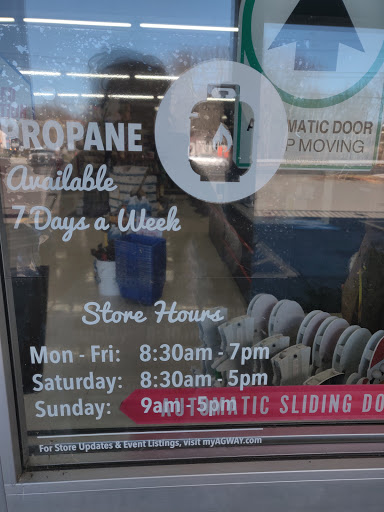 PROPANE
Available
7 Days a Week
MATIC DOOR
P MOVING
Store Hours
Mon - Fri: 8:30am - 7pm
Saturday: 8:30am - 5pm
Sunday: 9am - 5pm
AUTOMATIC SLIDING DO
For Store Updates & Event Listings, visit myAGWAY.com